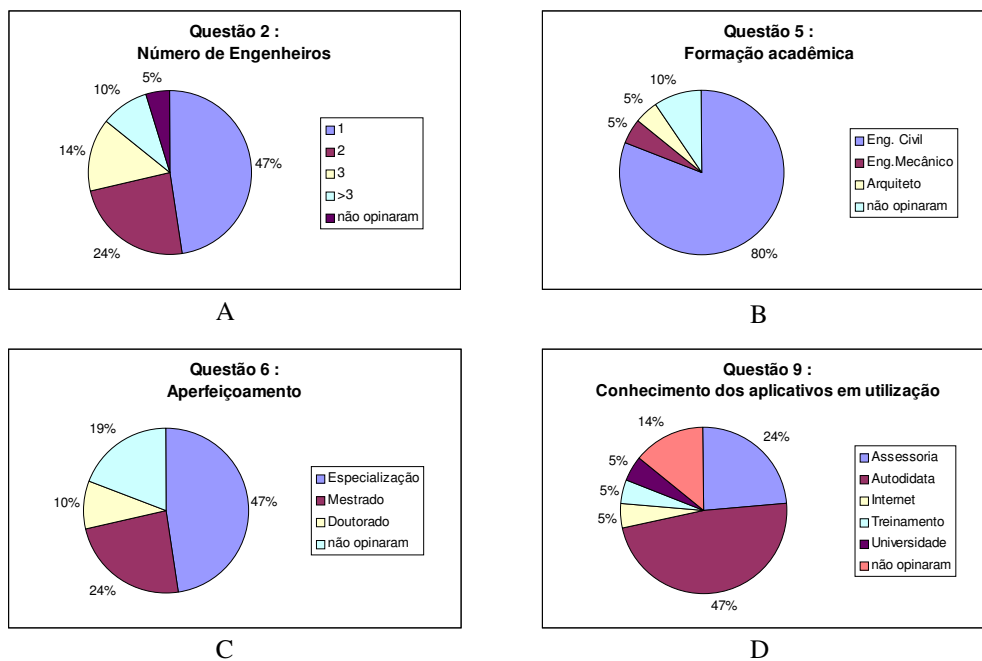 Questão 2 :
Número de Engenheiros
5%
10%
14%
47%
24%
1
2
3
>3
não opinaram
A
Questão 5 :
Formação acadêmica
10%
5%
5%
80%
Eng. Civil
Eng.Mecânico
Arquiteto
não opinaram
B
Questão 6 :
Aperfeiçoamento
19%
10%
47%
24%
Especialização
Mestrado
Doutorado
não opinaram
C
Questão 9 :
Conhecimento dos aplicativos em utilização
14%
24%
5%
5%
5%
47%
Assessoria
Autodidata
Internet
Treinamento
Universidade
não opinaram
D